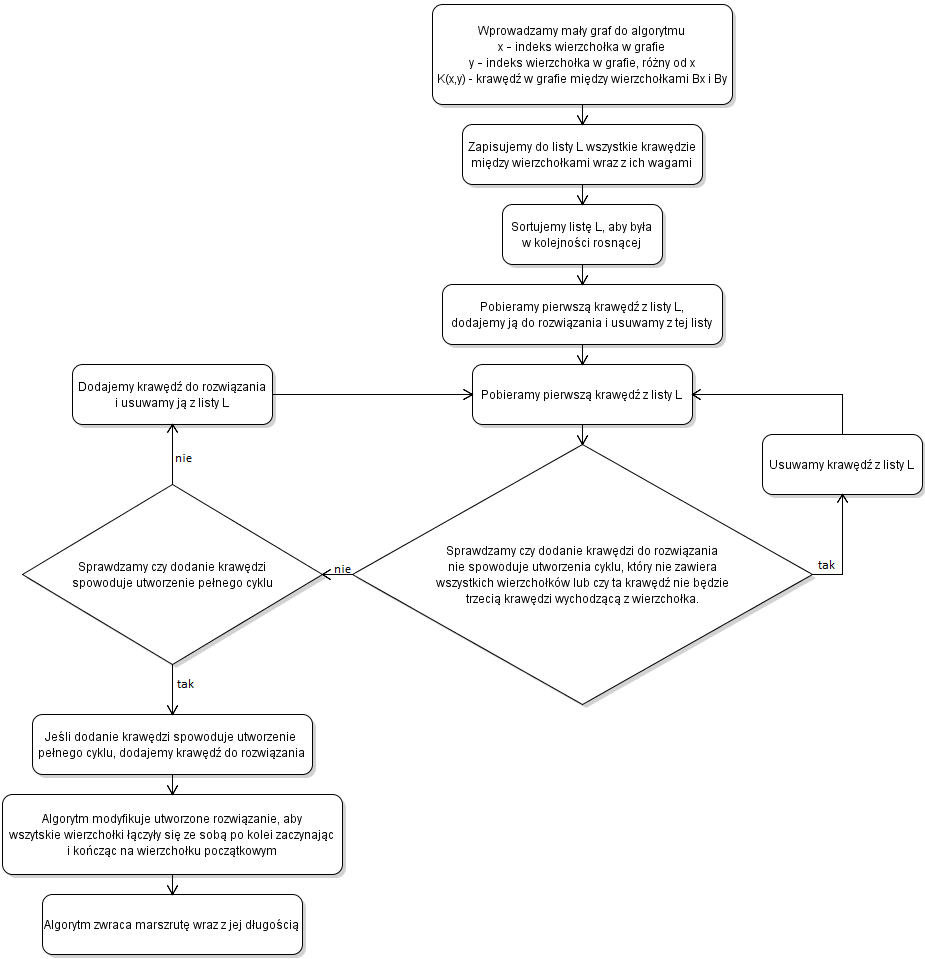 Wprowadzamy mały graf do algorytmu
x - indeks wierzchołka w grafie
y - indeks wierzchołka w grafie, różny od x
K(x,y) - krawędź w grafie między wierzchołkami Bx i By
Zapisujemy do listy L wszystkie krawędzie
między wierzchołkami wraz z ich wagami
Sortujemy listę L, aby była
w kolejności rosnącej
Pobieramy pierwszą krawędź z listy L,
dodajemy ją do rozwiązania i usuwamy z tej listy
Dodajemy krawędź do rozwiązania
i usuwamy ją z listy L
Pobieramy pierwszą krawędź z listy L
Usuwamy krawędź z listy L
nie
Sprawdzamy czy dodanie krawędzi do rozwiązania
nie spowoduje utworzenia cyklu, który nie zawiera
wszystkich wierzchołków lub czy ta krawędź nie będzie
trzecią krawędzi wychodzącą z wierzchołka.
tak
nie
Sprawdzamy czy dodanie krawędzi
spowoduje utworzenie pełnego cyklu
tak
Jeśli dodanie krawędzi spowoduje utworzenie
pełnego cyklu, dodajemy krawędź do rozwiązania
Algorytm modyfikuje utworzone rozwiązanie, aby
wszytskie wierzchołki łączyły się ze sobą po kolei zaczynając
i kończąc na wierzchołku początkowym
Algorytm zwraca marszrutę wraz z jej długością